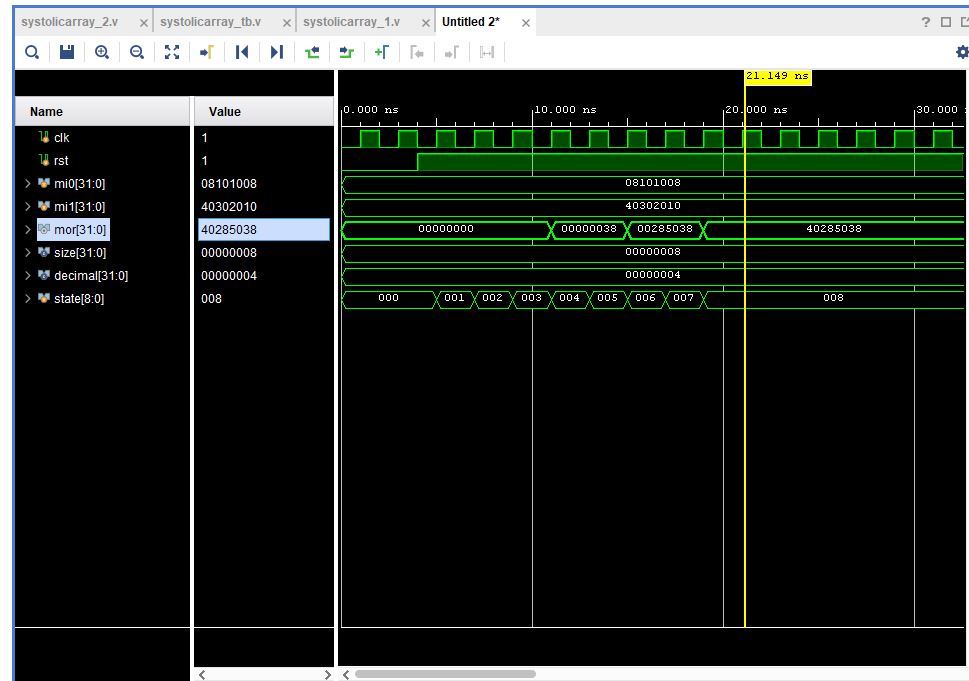 systolicarray_2.v × systolicarray_tb.v × systolicarray_1.v × Untitled 2* × ?
21.149 ns
Name Value 0.000 ns 10.000 ns 20.000 ns 30.000
clk 1
rst 1
mi0[31:0] 08101008 08101008
mi1[31:0] 40302010 40302010
mor[31:0] 40285038 00000000 00000038 00285038 40285038
size[31:0] 00000008 00000008
decimal[31:0] 00000004 00000004
state[8:0] 008 000 001 002 003 004 005 006 007 008